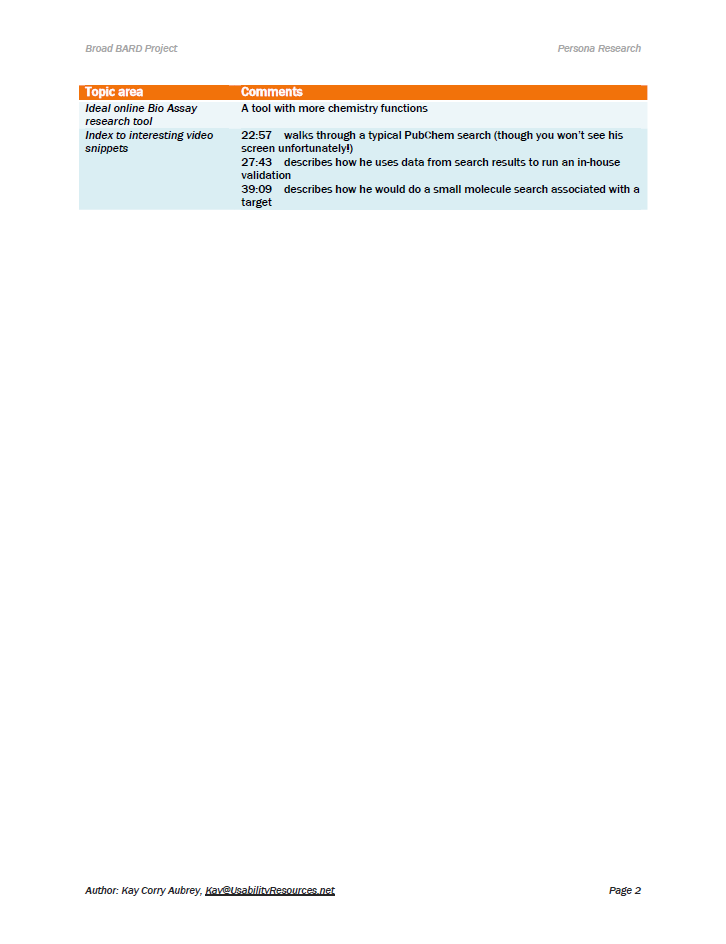 Broad BARD Project Persona Research
Topic area Comments
Ideal online Bio Assay research tool A tool with more chemistry functions
Index to interesting video snippets
22:57 walks through a typical PubChem search (though you won't see his
screen unfortunately!)
27:43 describes how he uses data from search results to run an in-house
validation
39:09 describes how he would do a small molecule search associated with a
target
Author: Kay Corry Aubrey, Kay@UsabilityResources.net Page 2